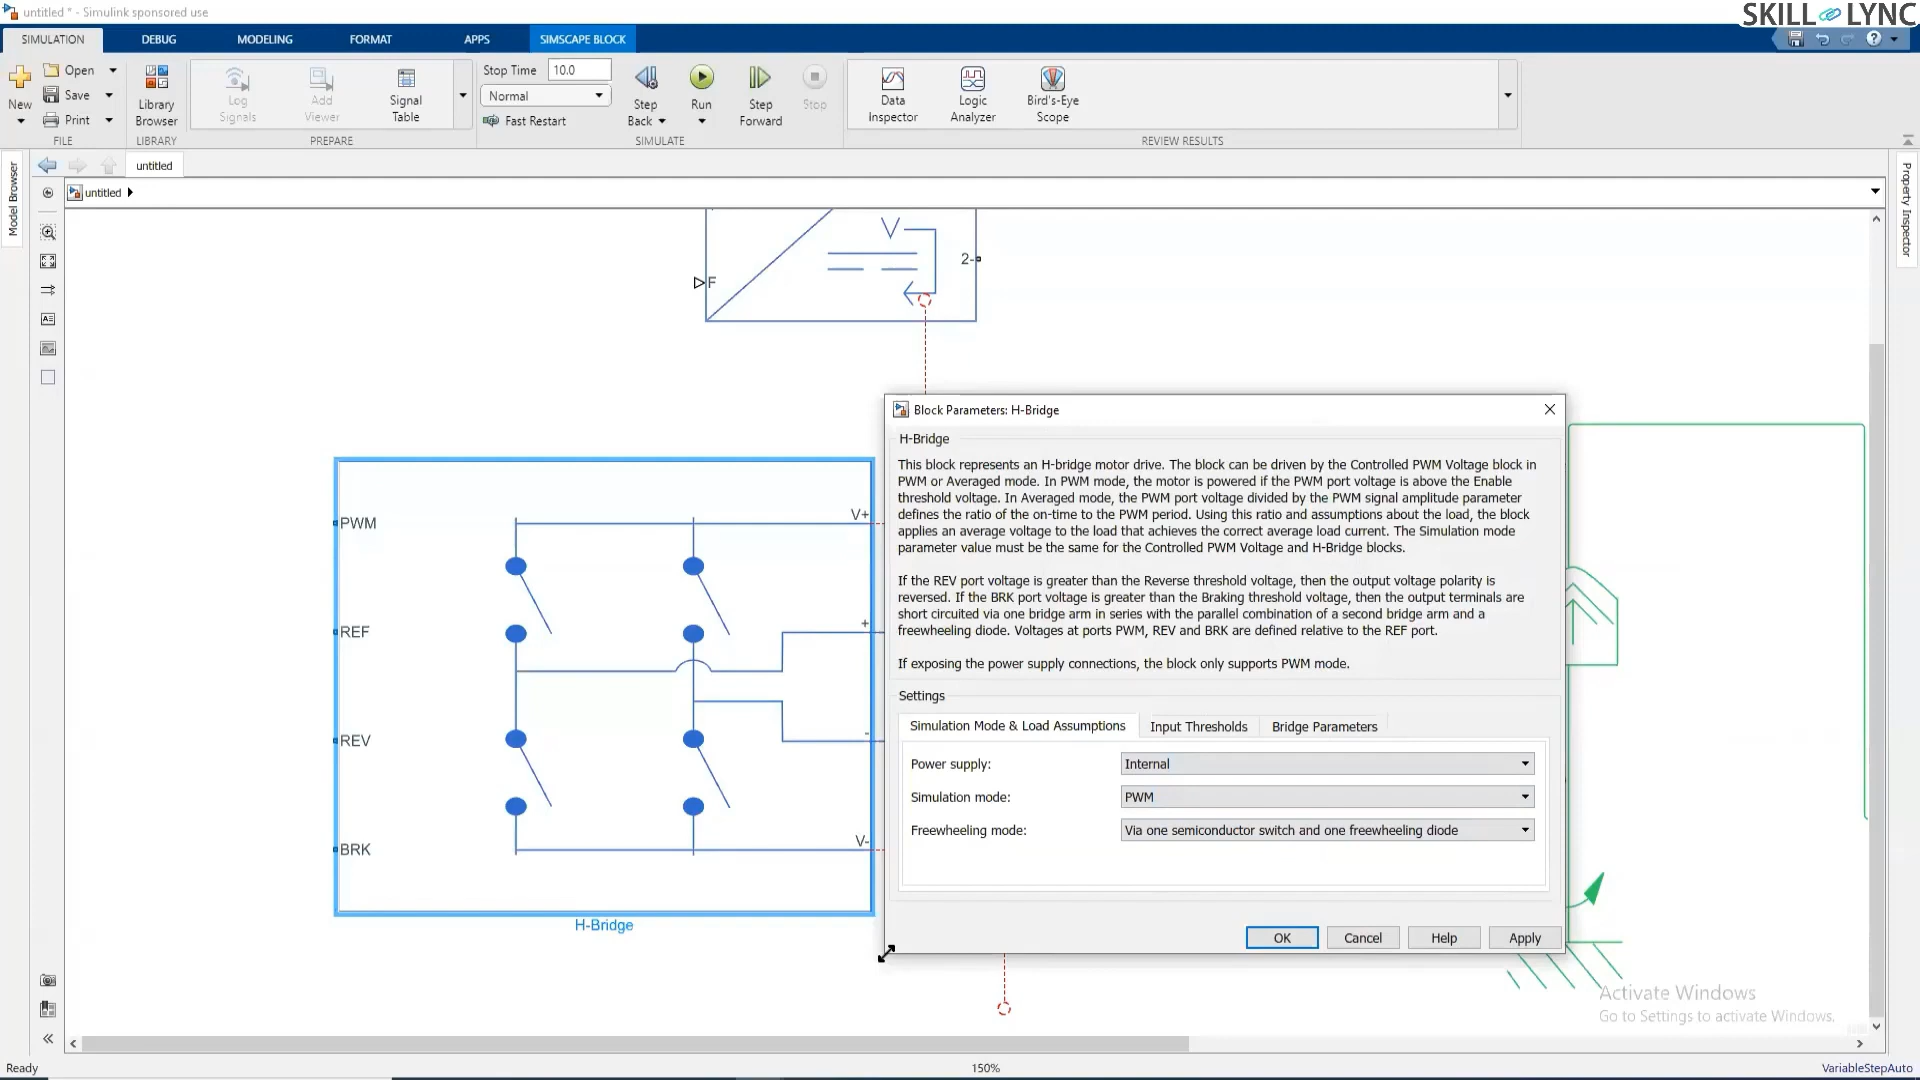 untitled * - Simulink sponsored use
SKILL LYNC
SIMULATION DEBUG MODELING FORMAT APPS SIMSCAPE BLOCK
New
Open
Save
Print
FILE
Library
Browser
LIBRARY
Log
Signals
Add
Viewer
Signal
Table
PREPARE
Stop Time 10.0
Normal
Fast Restart
Step
Back
Run
Step
Forward
Stop
SIMULATE
Data
Inspector
Logic
Analyzer
Bird's-Eye
Scope
REVIEW RESULTS
Model Browser
Property Inspector
untitled
untitled
V
F
2-
PWM
REF
REV
BRK
V+
+
-
V-
H-Bridge
Block Parameters: H-Bridge
H-Bridge
This block represents an H-bridge motor drive. The block can be driven by the Controlled PWM Voltage block in
PWM or Averaged mode. In PWM mode, the motor is powered if the PWM port voltage is above the Enable
threshold voltage. In Averaged mode, the PWM port voltage divided by the PWM signal amplitude parameter
defines the ratio of the on-time to the PWM period. Using this ratio and assumptions about the load, the block
applies an average voltage to the load that achieves the correct average load current. The Simulation mode
parameter value must be the same for the Controlled PWM Voltage and H-Bridge blocks.
If the REV port voltage is greater than the Reverse threshold voltage, then the output voltage polarity is
reversed. If the BRK port voltage is greater than the Braking threshold voltage, then the output terminals are
short circuited via one bridge arm in series with the parallel combination of a second bridge arm and a
freewheeling diode. Voltages at ports PWM, REV and BRK are defined relative to the REF port.
If exposing the power supply connections, the block only supports PWM mode.
Settings
Simulation Mode & Load Assumptions Input Thresholds Bridge Parameters
Power supply: Internal
Simulation mode: PWM
Freewheeling mode: Via one semiconductor switch and one freewheeling diode
OK Cancel Help Apply
Activate Windows
Go to Settings to activate Windows.
Ready 150% VariableStepAuto